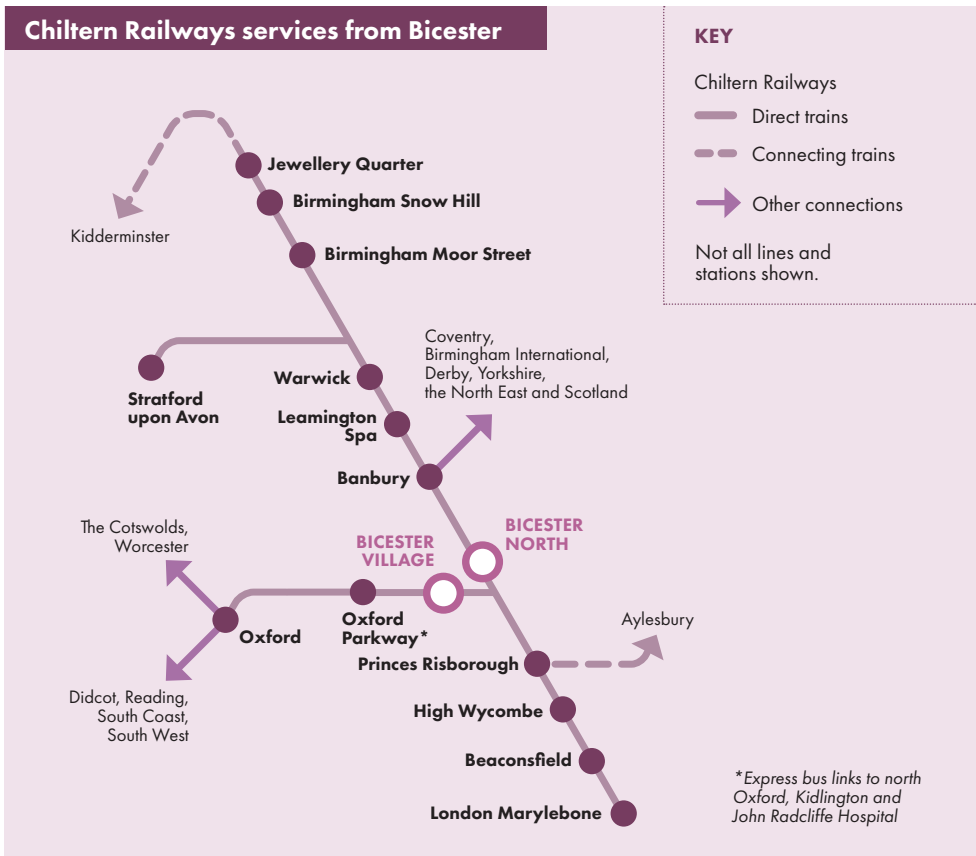 Chiltern Railways services from Bicester
KEY
Chiltern Railways
Direct trains
Connecting trains
Other connections
Not all lines and
stations shown.
Jewellery Quarter
Birmingham Snow Hill
Kidderminster
Birmingham Moor Street
Coventry,
Birmingham International,
Derby, Yorkshire,
the North East and Scotland
Warwick
Stratford
upon Avon
Leamington
Spa
Banbury
The Cotswolds,
Worcester
BICESTER
VILLAGE
BICESTER
NORTH
Oxford
Oxford
Parkway*
Aylesbury
Princes Risborough
Didcot, Reading,
South Coast,
South West
High Wycombe
Beaconsfield
London Marylebone
*Express bus links to north
Oxford, Kidlington and
John Radcliffe Hospital